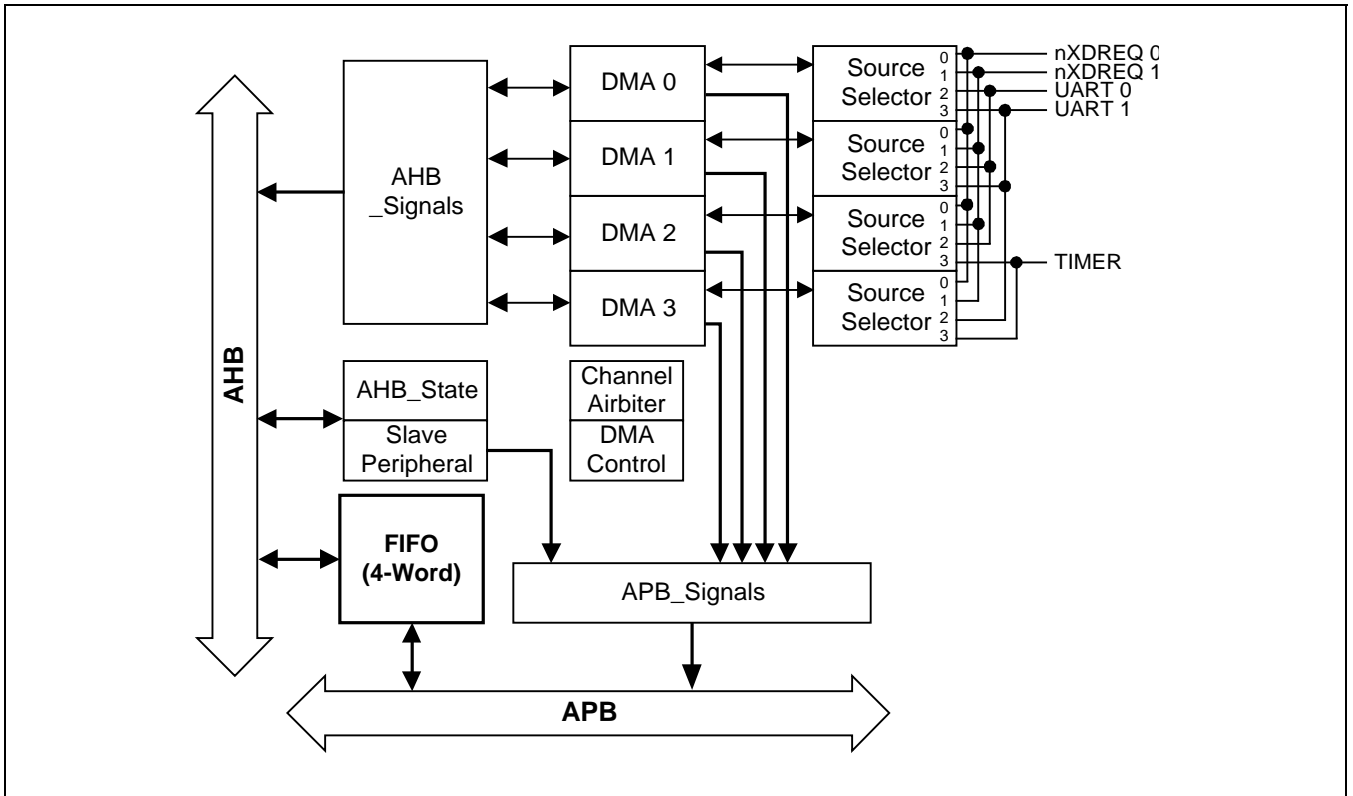 AHB
AHB
_Signals
DMA 0
DMA 1
DMA 2
DMA 3
Source
Selector
0
1
2
3
Source
Selector
0
1
2
3
Source
Selector
0
1
2
3
Source
Selector
0
1
2
3
nXDREQ 0
nXDREQ 1
UART 0
UART 1
TIMER
AHB_State
Slave
Peripheral
Channel
Airbiter
DMA
Control
FIFO
(4-Word)
APB_Signals
APB